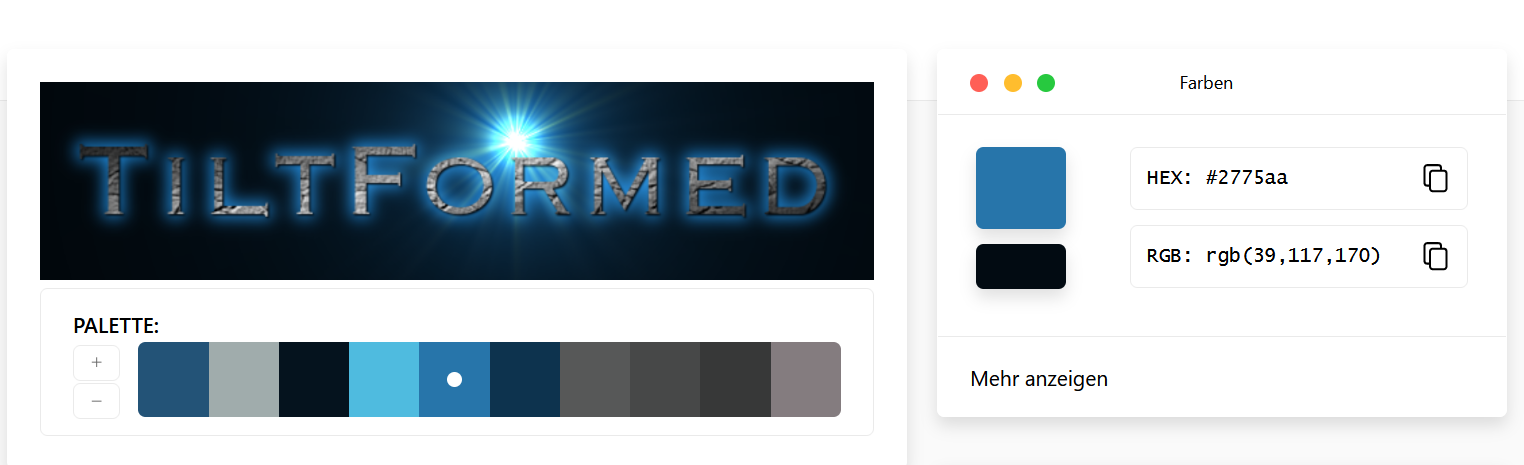 TiltFormed
PALETTE:
+
−
Farben
HEX: #2775aa
RGB: rgb(39,117,170)
Mehr anzeigen